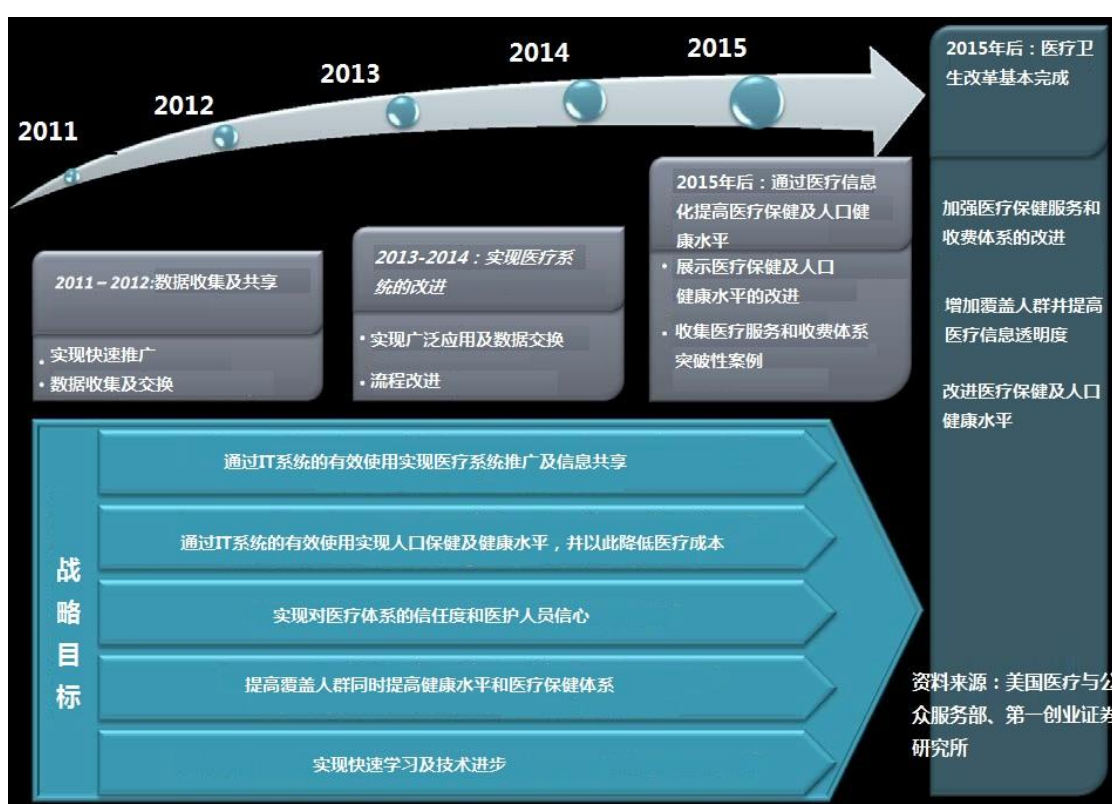 2011
2012
2013
2014
2015
2011－2012:数据收集及共享
• 实现快速推广
• 数据收集及交换
2013-2014：实现医疗系
统的改进
• 实现广泛应用及数据交换
• 流程改进
2015年后：通过医疗信息
化提高医疗保健及人口健
康水平
• 展示医疗保健及人口
健康水平的改进
• 收集医疗服务和收费体系
突破性案例
2015年后：医疗卫
生改革基本完成
加强医疗保健服务和
收费体系的改进
增加覆盖人群并提高
医疗信息透明度
改进医疗保健及人口
健康水平
战
略
目
标
通过IT系统的有效使用实现医疗系统推广及信息共享
通过IT系统的有效使用实现人口保健及健康水平，并以此降低医疗成本
实现对医疗体系的信任度和医护人员信心
提高覆盖人群同时提高健康水平和医疗保健体系
实现快速学习及技术进步
资料来源：美国医疗与公
众服务部、第一创业证券
研究所